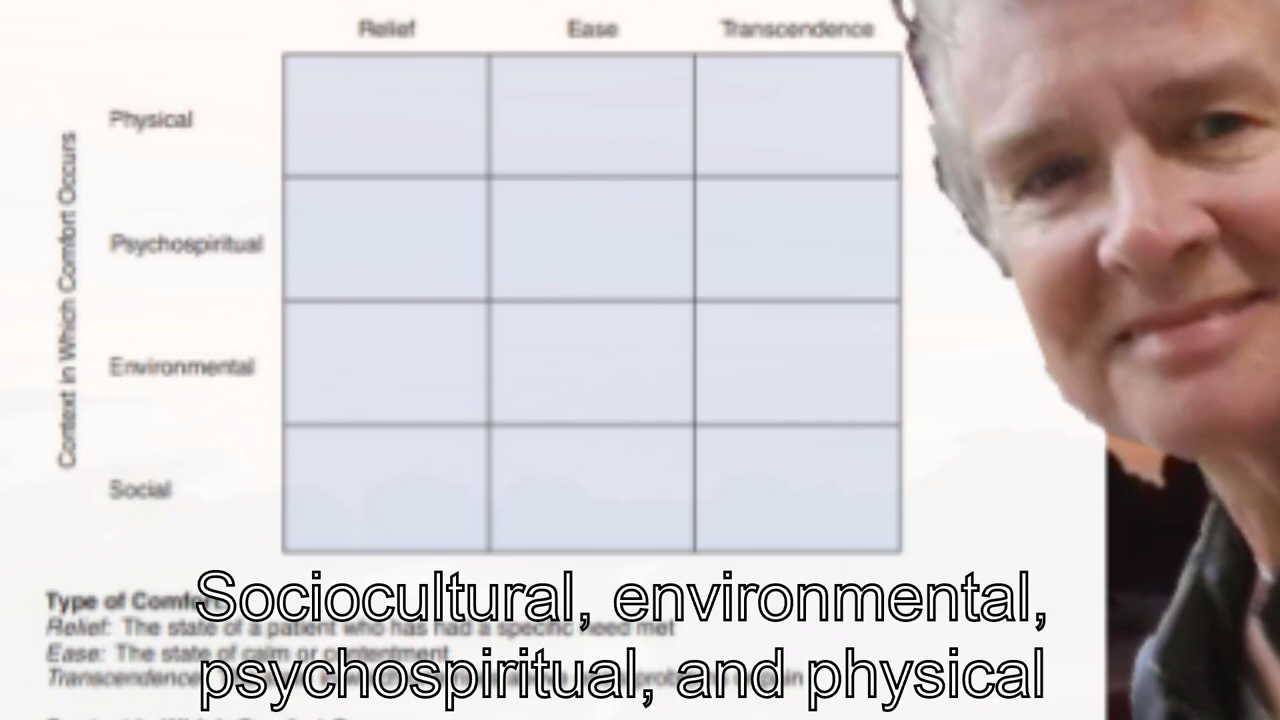 Relief Ease Transcendence
Context in Which Comfort Occurs
Physical
Psychospiritual
Environmental
Social
Type of Comfort
Relief: The state of a patient who has had a specific need met
Ease: The state of calm or contentment
Transcendence
Sociocultural, environmental,
psychospiritual, and physical